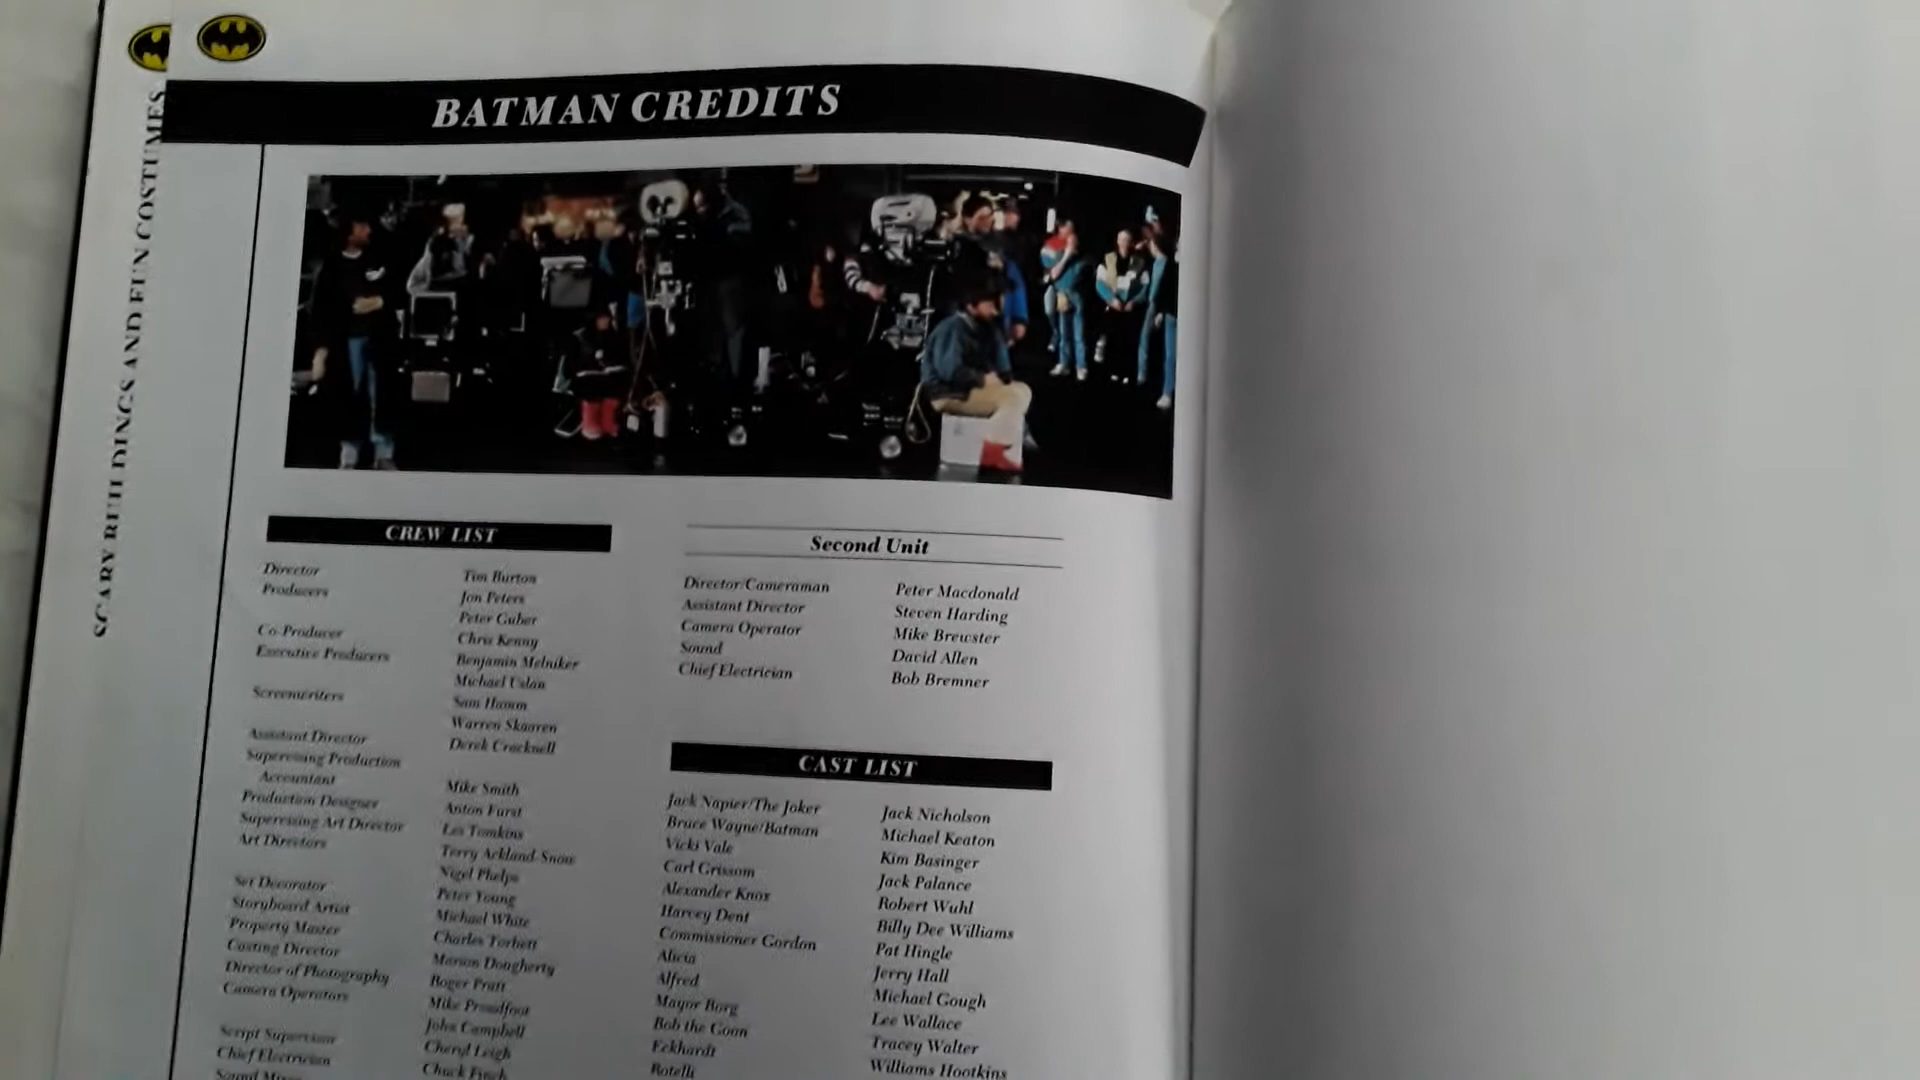 SCARY BUILDINGS AND FUN COSTUMES
BATMAN CREDITS
CREW LIST
Director Tim Burton
Producers Jon Peters
Peter Guber
Co-Producer Chris Kenny
Executive Producers Benjamin Melniker
Michael Uslan
Screenwriters Sam Hamm
Warren Skaaren
Assistant Director Derek Cracknell
Supervising Production
Accountant Mike Smith
Production Designer Anton Furst
Supervising Art Director Les Tomkins
Art Directors Terry Ackland-Snow
Nigel Phelps
Set Decorator Peter Young
Storyboard Artist Michael White
Property Master Charles Torbett
Casting Director Marion Dougherty
Director of Photography Roger Pratt
Camera Operators Mike Proudfoot
John Campbell
Script Supervisor Cheryl Leigh
Chief Electrician Chuck Finch
Sound Mixer
Second Unit
Director/Cameraman Peter Macdonald
Assistant Director Steven Harding
Camera Operator Mike Brewster
Sound David Allen
Chief Electrician Bob Bremner
CAST LIST
Jack Napier/The Joker Jack Nicholson
Bruce Wayne/Batman Michael Keaton
Vicki Vale Kim Basinger
Carl Grissom Jack Palance
Alexander Knox Robert Wuhl
Harvey Dent Billy Dee Williams
Commissioner Gordon Pat Hingle
Alicia Jerry Hall
Alfred Michael Gough
Mayor Borg Lee Wallace
Bob the Goon Tracey Walter
Eckhardt Williams Hootkins
Rotelli